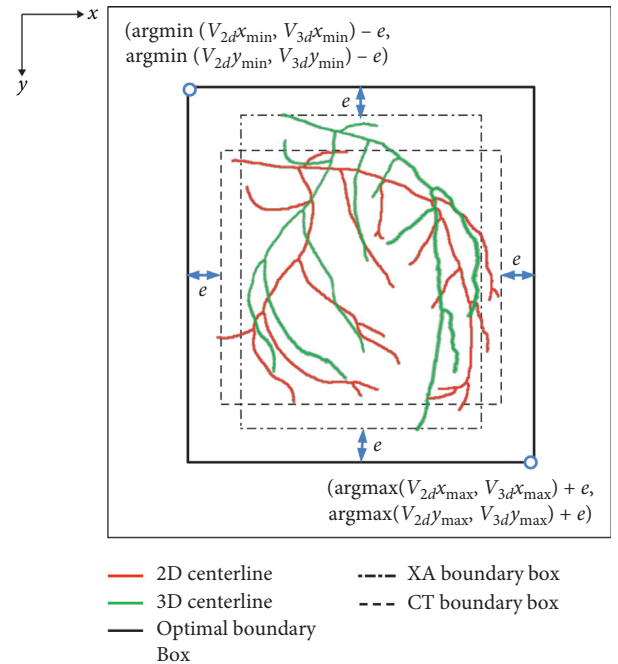 x
y
(argmin (V2dxmin, V3dxmin) – e,
argmin (V2dymin, V3dymin) – e)
e
e
e
e
(argmax(V2dxmax, V3dxmax) + e,
argmax(V2dymax, V3dymax) + e)
2D centerline
3D centerline
Optimal boundary
Box
XA boundary box
CT boundary box